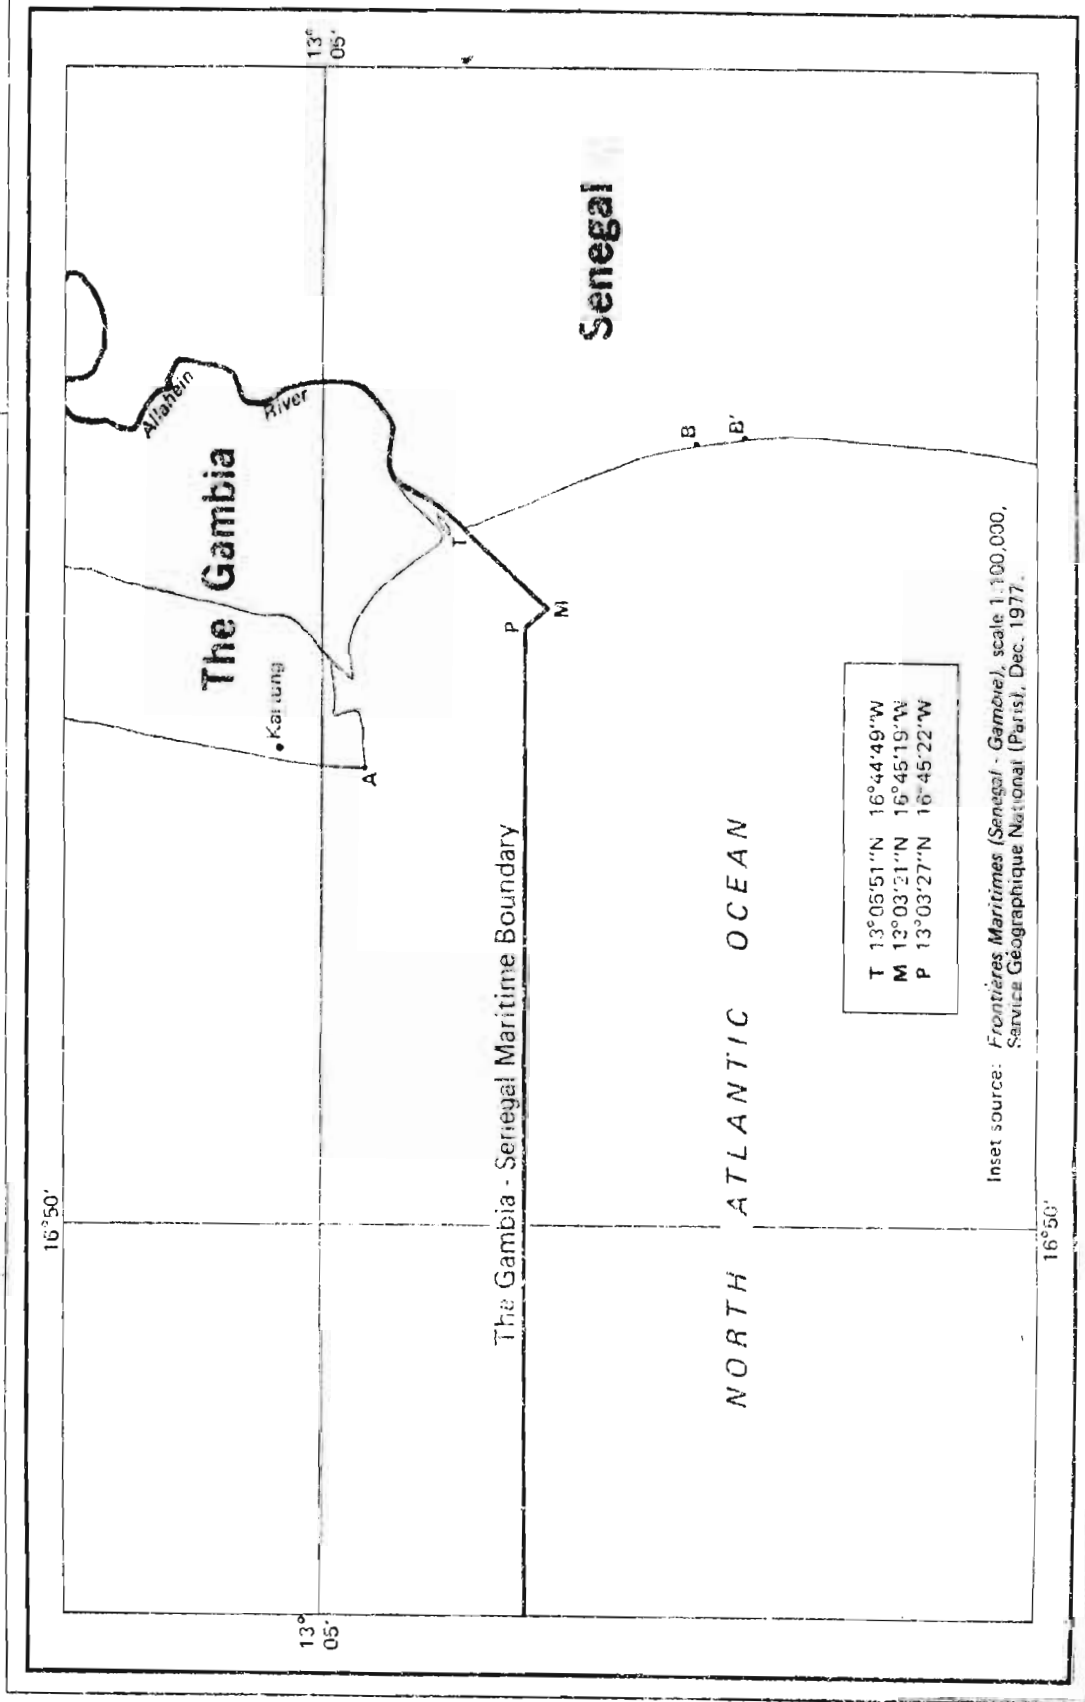 16°50'
13°
05'
13°
05'
The Gambia
Allahein
River
Kartung
A
T
P
M
B
B'
Senegal
The Gambia - Senegal Maritime Boundary
NORTH ATLANTIC OCEAN
T 13°05'51"N 16°44'49"W
M 13°03'21"N 16°45'19"W
P 13°03'27"N 16°45'22"W
Inset source: Frontières Maritimes (Senegal - Gambie), scale 1:100,000,
Service Géographique National (Paris), Dec. 1977.
16°50'